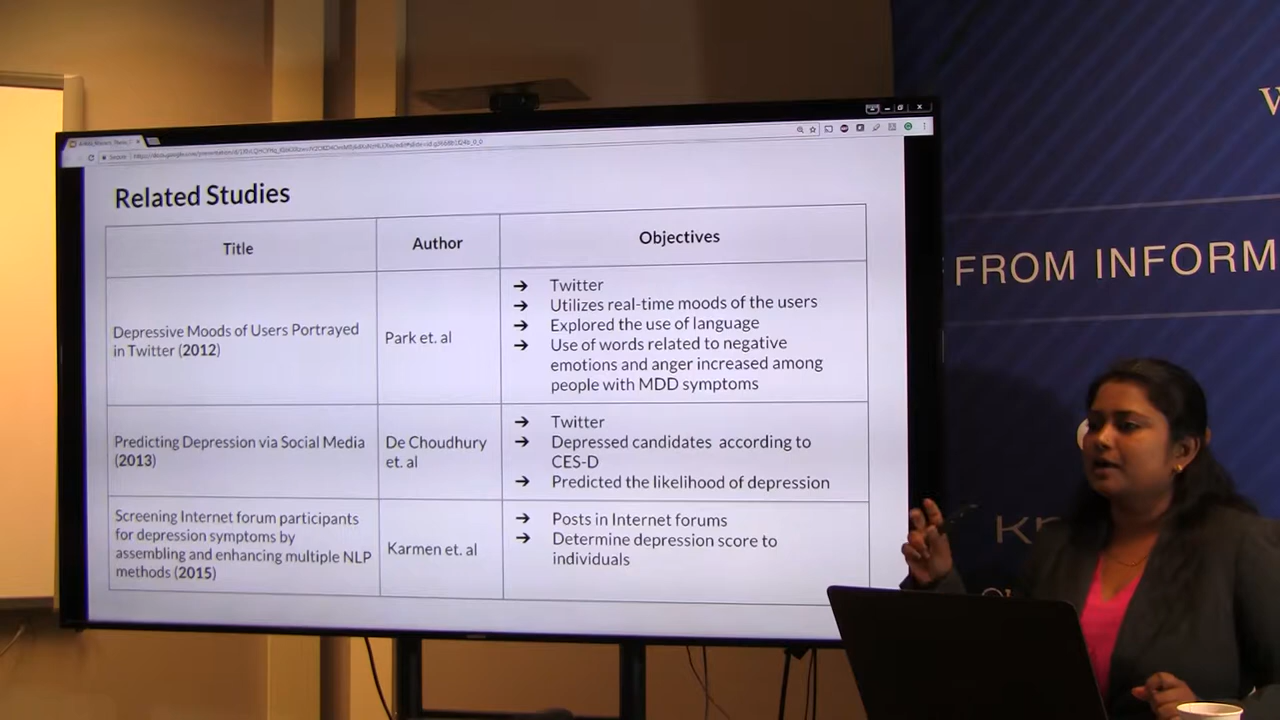 Related Studies
Title
Author
Objectives
Depressive Moods of Users Portrayed
in Twitter (2012)
Park et. al
➔ Twitter
➔ Utilizes real-time moods of the users
➔ Explored the use of language
➔ Use of words related to negative
emotions and anger increased among
people with MDD symptoms
Predicting Depression via Social Media
(2013)
De Choudhury
et. al
➔ Twitter
➔ Depressed candidates according to
CES-D
➔ Predicted the likelihood of depression
Screening Internet forum participants
for depression symptoms by
assembling and enhancing multiple NLP
methods (2015)
Karmen et. al
➔ Posts in Internet forums
➔ Determine depression score to
individuals
W
FROM INFORM
Kn